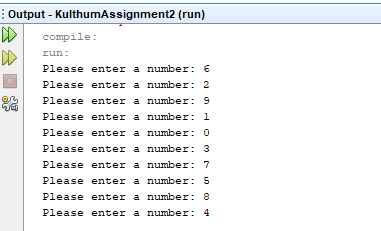 Output - KulthumAssignment2 (run)
compile:
run:
Please enter a number: 6
Please enter a number: 2
Please enter a number: 9
Please enter a number: 1
Please enter a number: 0
Please enter a number: 3
Please enter a number: 7
Please enter a number: 5
Please enter a number: 8
Please enter a number: 4